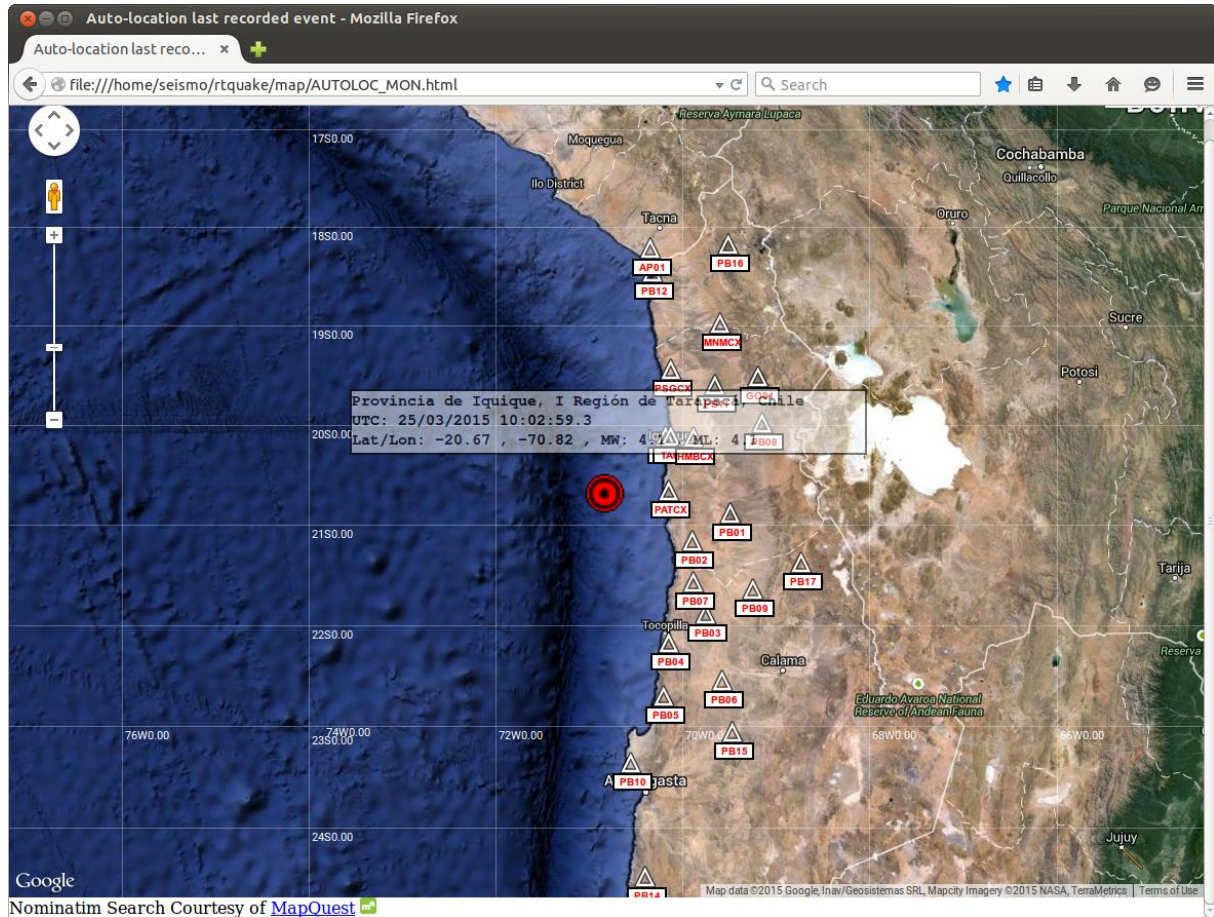 Auto-location last recorded event - Mozilla Firefox
Auto-location last reco...
file:///home/seismo/rtquake/map/AUTOLOC_MON.html
Search
Reserva Aymara Lupaca
17S0.00
Moquegua
Cochabamba
Quillacollo
Ilo District
Parque Nacional Am
Tacna
Oruro
18S0.00
AP01
PB16
PB12
Sucre
19S0.00
MNMCX
PSGCX
Potosi
Provincia de Iquique, I Región de Tarapacá, Chile
UTC: 25/03/2015 10:02:59.3
20S0.00
Lat/Lon: -20.67 , -70.82 , MW: 4. ML: 4.
PB08
HMBCX
PATCX
PB01
21S0.00
PB02
Tarija
PB17
PB07
PB09
Tocopilla
PB03
22S0.00
Reserva
PB04
Calama
PB06
Eduardo Avaroa National
Reserve of Andean Fauna
PB05
76W0.00
74W0.00
72W0.00
70W0.00
68W0.00
66W0.00
23S0.00
PB15
PB10
24S0.00
Jujuy
PB14
Google
Map data ©2015 Google, Inav/Geosistemas SRL, Mapcity Imagery ©2015 NASA, TerraMetrics
Terms of Use
Nominatim Search Courtesy of MapQuest